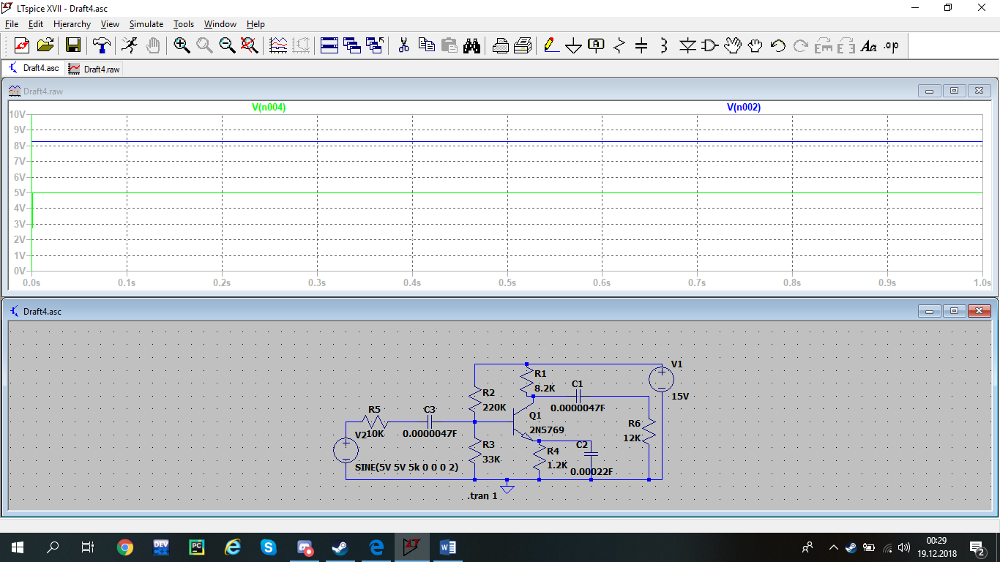 LTspice XVII - Draft4.asc
File Edit Hierarchy View Simulate Tools Window Help
Draft4.asc Draft4.raw
Draft4.raw
V(n004) V(n002)
10V
9V
8V
7V
6V
5V
4V
3V
2V
1V
0V
0.0s 0.1s 0.2s 0.3s 0.4s 0.5s 0.6s 0.7s 0.8s 0.9s 1.0s
Draft4.asc
V1
15V
R1
8.2K
C1
0.0000047F
R2
220K
R5
10K
C3
0.0000047F
Q1
2N5769
R6
12K
V2
SINE(5V 5V 5k 0 0 0 2)
R3
33K
R4
1.2K
C2
0.00022F
.tran 1
00:29
19.12.2018
2